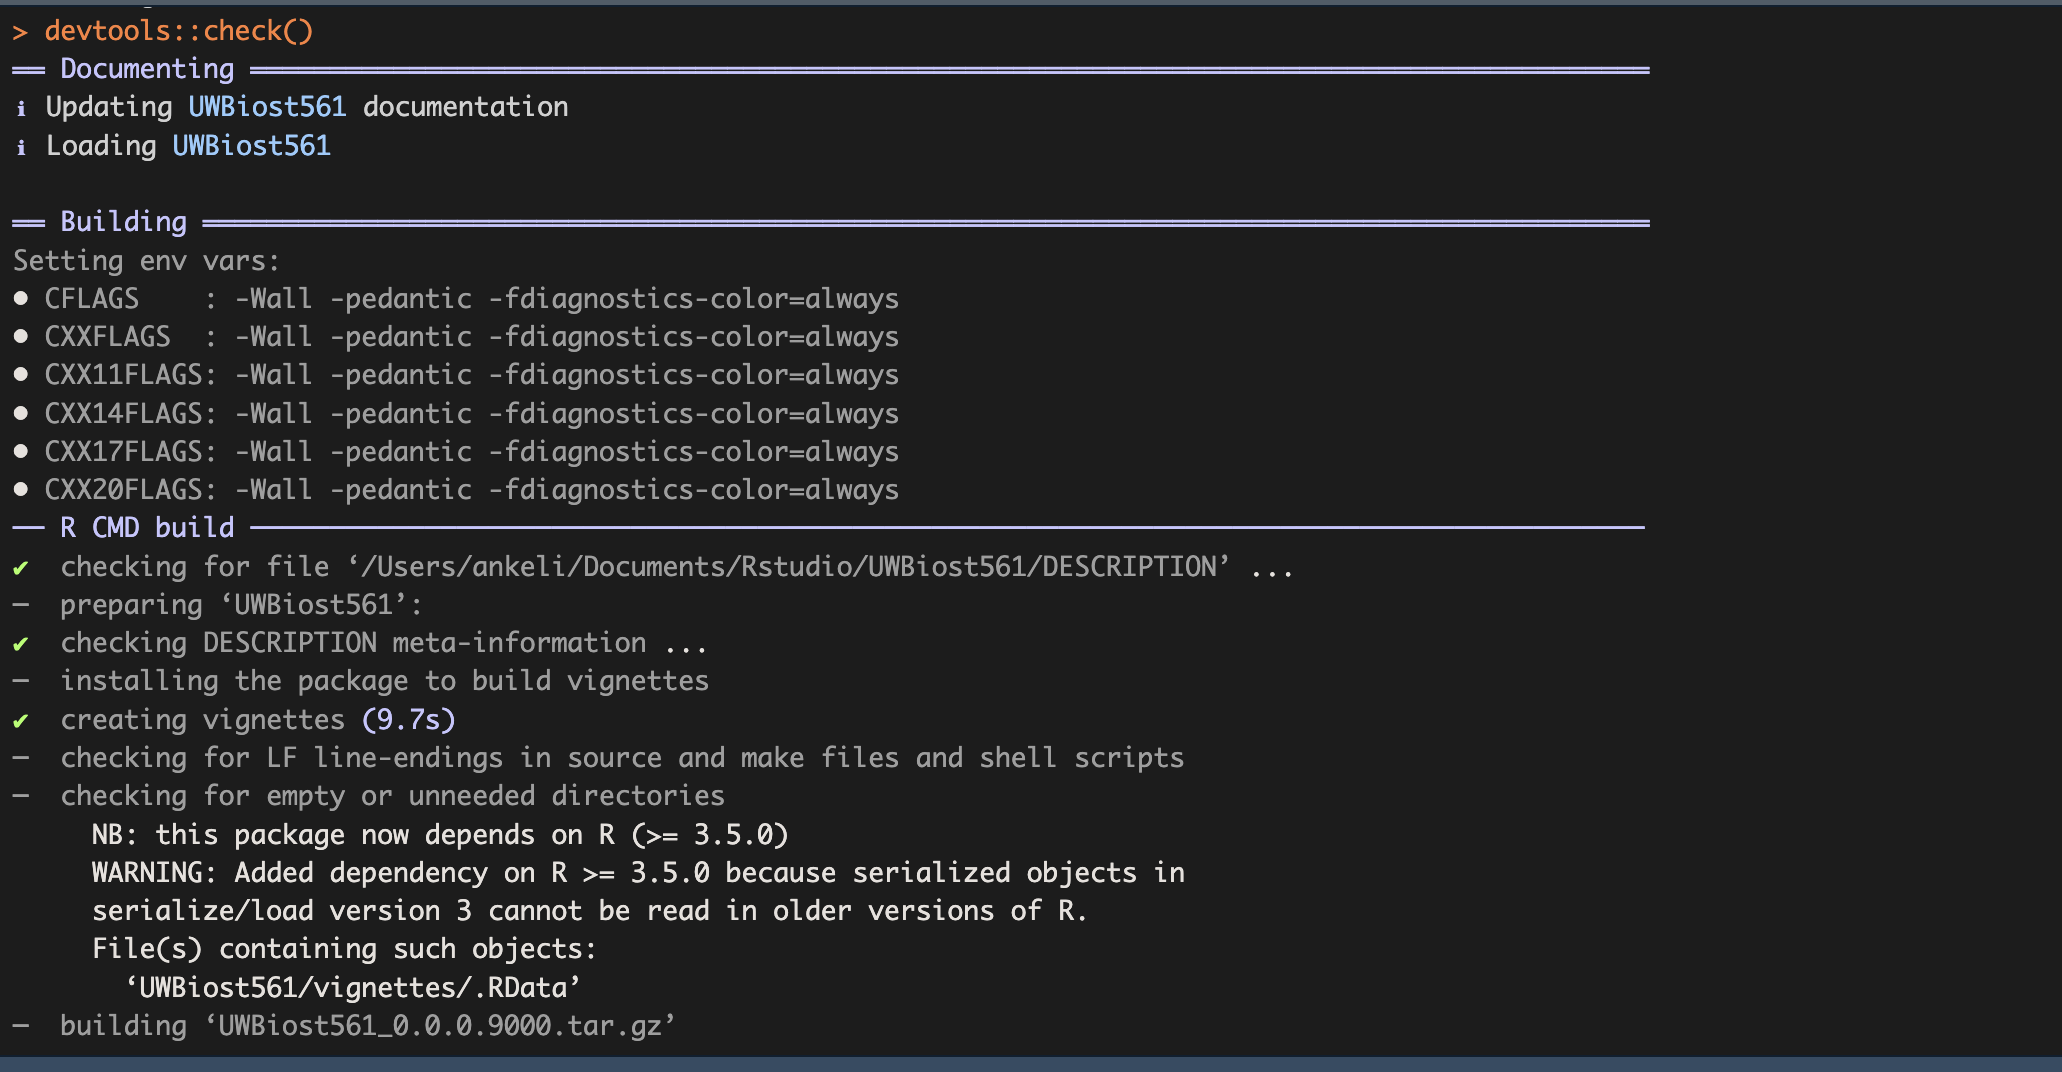 > devtools::check()
══ Documenting ══════════════════════════════════════════
ℹ Updating UWBiost561 documentation
ℹ Loading UWBiost561
══ Building ══════════════════════════════════════════
Setting env vars:
● CFLAGS    : -Wall -pedantic -fdiagnostics-color=always
● CXXFLAGS  : -Wall -pedantic -fdiagnostics-color=always
● CXX11FLAGS: -Wall -pedantic -fdiagnostics-color=always
● CXX14FLAGS: -Wall -pedantic -fdiagnostics-color=always
● CXX17FLAGS: -Wall -pedantic -fdiagnostics-color=always
● CXX20FLAGS: -Wall -pedantic -fdiagnostics-color=always
── R CMD build ──────────────────────────────────────────
✔  checking for file ‘/Users/ankeli/Documents/Rstudio/UWBiost561/DESCRIPTION’ ...
─  preparing ‘UWBiost561’:
✔  checking DESCRIPTION meta-information ...
─  installing the package to build vignettes
✔  creating vignettes (9.7s)
─  checking for LF line-endings in source and make files and shell scripts
─  checking for empty or unneeded directories
NB: this package now depends on R (>= 3.5.0)
WARNING: Added dependency on R >= 3.5.0 because serialized objects in
serialize/load version 3 cannot be read in older versions of R.
File(s) containing such objects:
‘UWBiost561/vignettes/.RData’
─  building ‘UWBiost561_0.0.0.9000.tar.gz’